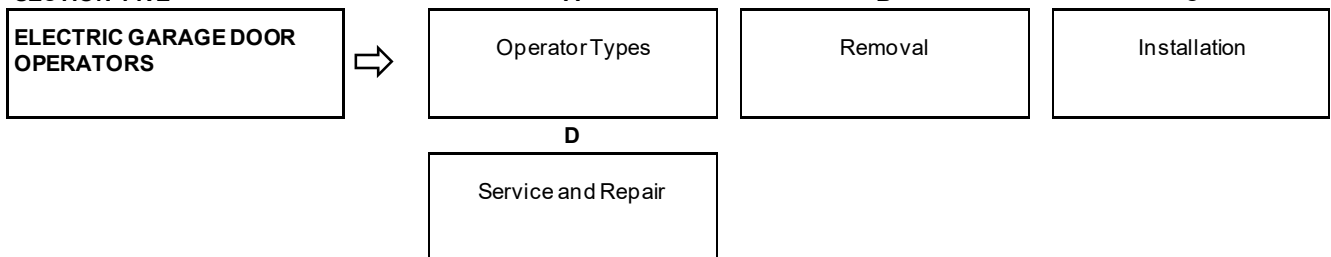 ELECTRIC GARAGE DOOR
OPERATORS
Operator Types
Removal
Installation
D
Service and Repair